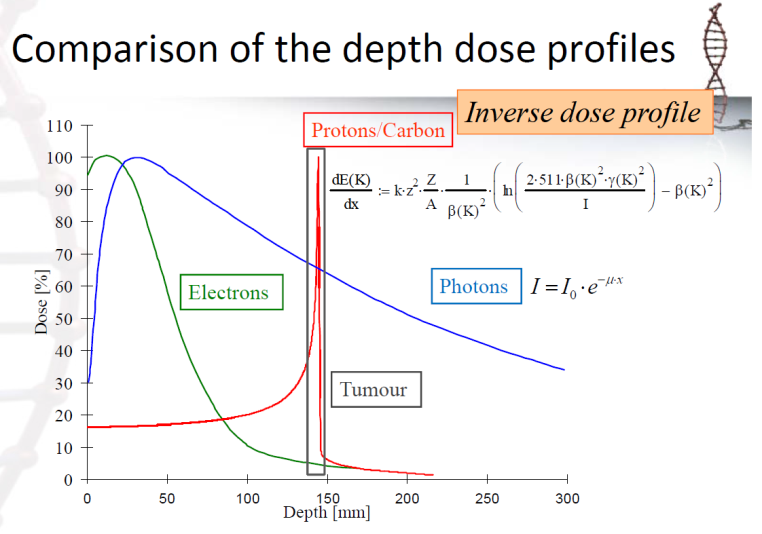 Comparison of the depth dose profiles
Inverse dose profile
Protons/Carbon
dE(K)/dx := k·z²·Z/A·1/β(K)²·(ln(2·511·β(K)²·γ(K)²/I) − β(K)²)
Electrons
Photons
I = I₀·e^(−μ·x)
Tumour
Dose [%]
110
100
90
80
70
60
50
40
30
20
10
0
0 50 100 150 200 250 300
Depth [mm]